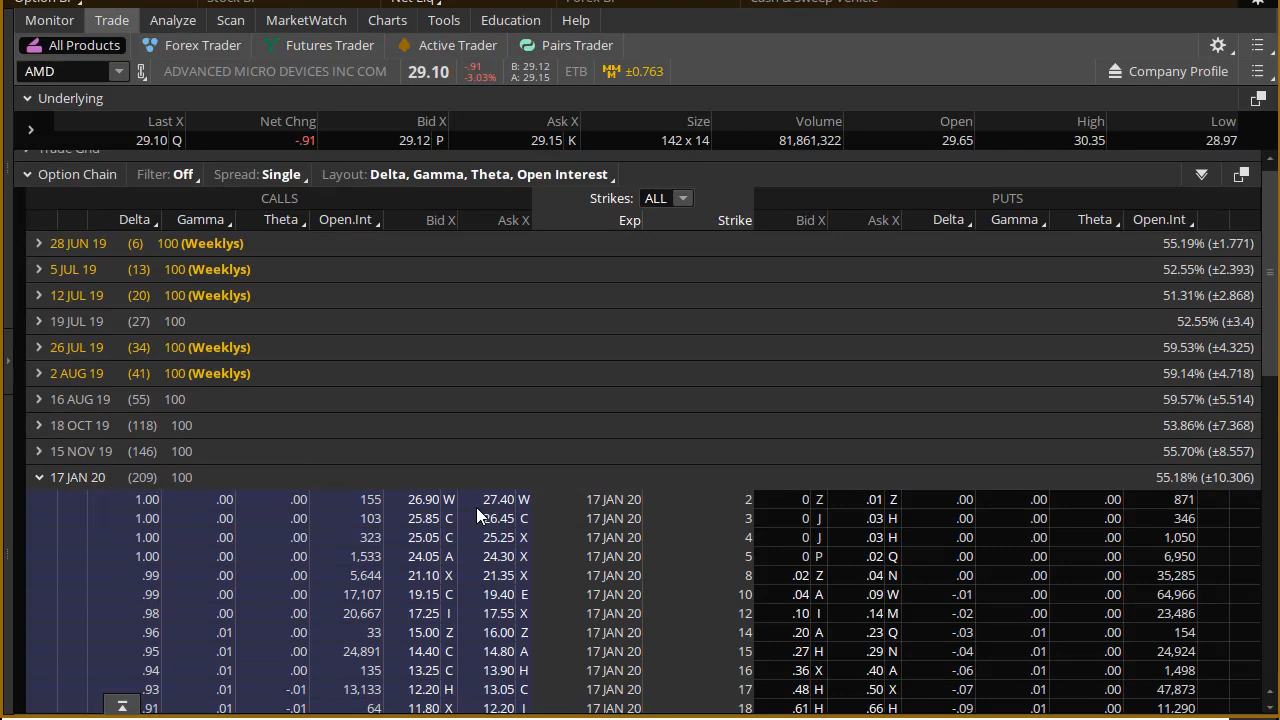 Monitor Trade Analyze Scan MarketWatch Charts Tools Education Help
All Products Forex Trader Futures Trader Active Trader Pairs Trader
AMD ADVANCED MICRO DEVICES INC COM 29.10 -.91 -3.03% B: 29.12 A: 29.15 ETB MMM ±0.763 Company Profile
Underlying
Last X Net Chng Bid X Ask X Size Volume Open High Low
29.10 Q -.91 29.12 P 29.15 K 142 x 14 81,861,322 29.65 30.35 28.97
Option Chain Filter: Off Spread: Single Layout: Delta, Gamma, Theta, Open Interest
CALLS Strikes: ALL PUTS
Delta Gamma Theta Open.Int Bid X Ask X Exp Strike Bid X Ask X Delta Gamma Theta Open.Int
28 JUN 19 (6) 100 (Weeklys) 55.19% (±1.771)
5 JUL 19 (13) 100 (Weeklys) 52.55% (±2.393)
12 JUL 19 (20) 100 (Weeklys) 51.31% (±2.868)
19 JUL 19 (27) 100 52.55% (±3.4)
26 JUL 19 (34) 100 (Weeklys) 59.53% (±4.325)
2 AUG 19 (41) 100 (Weeklys) 59.14% (±4.718)
16 AUG 19 (55) 100 59.57% (±5.514)
18 OCT 19 (118) 100 53.86% (±7.368)
15 NOV 19 (146) 100 55.70% (±8.557)
17 JAN 20 (209) 100 55.18% (±10.306)
1.00 .00 .00 155 26.90 W 27.40 W 17 JAN 20 2 0 Z .01 Z .00 .00 .00 871
1.00 .00 .00 103 25.85 C 26.45 C 17 JAN 20 3 0 J .03 H .00 .00 .00 346
1.00 .00 .00 323 25.05 C 25.25 X 17 JAN 20 4 0 J .03 H .00 .00 .00 1,050
1.00 .00 .00 1,533 24.05 A 24.30 X 17 JAN 20 5 0 P .02 Q .00 .00 .00 6,950
.99 .00 .00 5,644 21.10 X 21.35 X 17 JAN 20 8 .02 Z .04 N .00 .00 .00 35,285
.99 .00 .00 17,107 19.15 C 19.40 E 17 JAN 20 10 .04 A .09 W -.01 .00 .00 64,966
.98 .00 .00 20,667 17.25 I 17.55 X 17 JAN 20 12 .10 I .14 M -.02 .00 .00 23,486
.96 .01 .00 33 15.00 Z 16.00 Z 17 JAN 20 14 .20 A .23 Q -.03 .01 .00 154
.95 .01 .00 24,891 14.40 C 14.80 A 17 JAN 20 15 .27 H .29 N -.04 .01 .00 24,924
.94 .01 .00 135 13.25 C 13.90 H 17 JAN 20 16 .36 X .40 A -.06 .01 .00 1,498
.93 .01 -.01 13,133 12.20 H 13.05 C 17 JAN 20 17 .48 H .50 X -.07 .01 .00 47,873
.91 .01 -.01 64 11.80 X 12.20 I 17 JAN 20 18 .61 H .66 H -.09 .01 .00 11,290